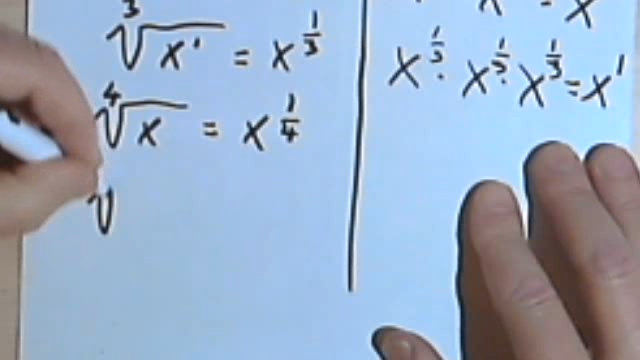 ∛x¹ = x^(1/3)
∜x = x^(1/4)
√
x = x
x^(1/3) · x^(1/3) · x^(1/3) = x¹